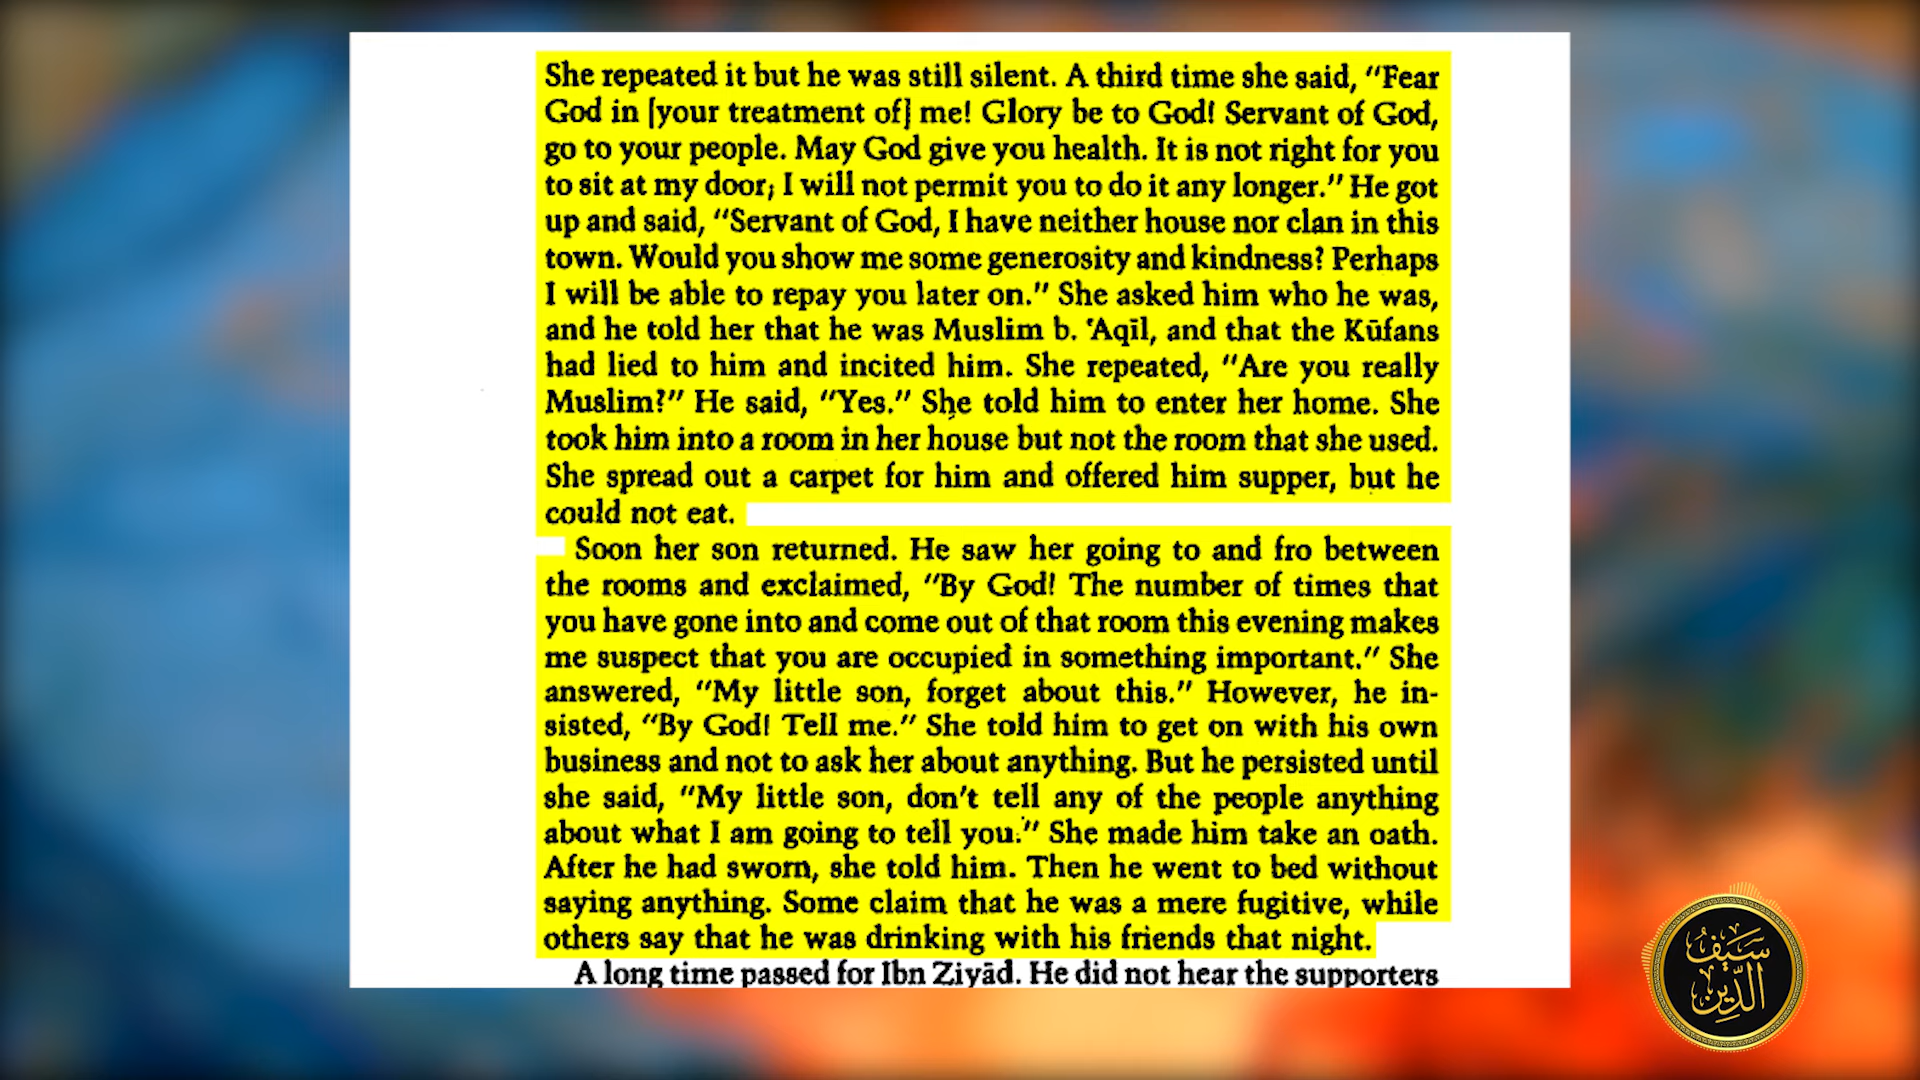 She repeated it but he was still silent. A third time she said, "Fear
God in [your treatment of] me! Glory be to God! Servant of God,
go to your people. May God give you health. It is not right for you
to sit at my door; I will not permit you to do it any longer." He got
up and said, "Servant of God, I have neither house nor clan in this
town. Would you show me some generosity and kindness? Perhaps
I will be able to repay you later on." She asked him who he was,
and he told her that he was Muslim b. ʿAqīl, and that the Kūfans
had lied to him and incited him. She repeated, "Are you really
Muslim?" He said, "Yes." She told him to enter her home. She
took him into a room in her house but not the room that she used.
She spread out a carpet for him and offered him supper, but he
could not eat.
Soon her son returned. He saw her going to and fro between
the rooms and exclaimed, "By God! The number of times that
you have gone into and come out of that room this evening makes
me suspect that you are occupied in something important." She
answered, "My little son, forget about this." However, he in-
sisted, "By God! Tell me." She told him to get on with his own
business and not to ask her about anything. But he persisted until
she said, "My little son, don't tell any of the people anything
about what I am going to tell you." She made him take an oath.
After he had sworn, she told him. Then he went to bed without
saying anything. Some claim that he was a mere fugitive, while
others say that he was drinking with his friends that night.
A long time passed for Ibn Ziyād. He did not hear the supporters
سَيْفُ
الدِّين